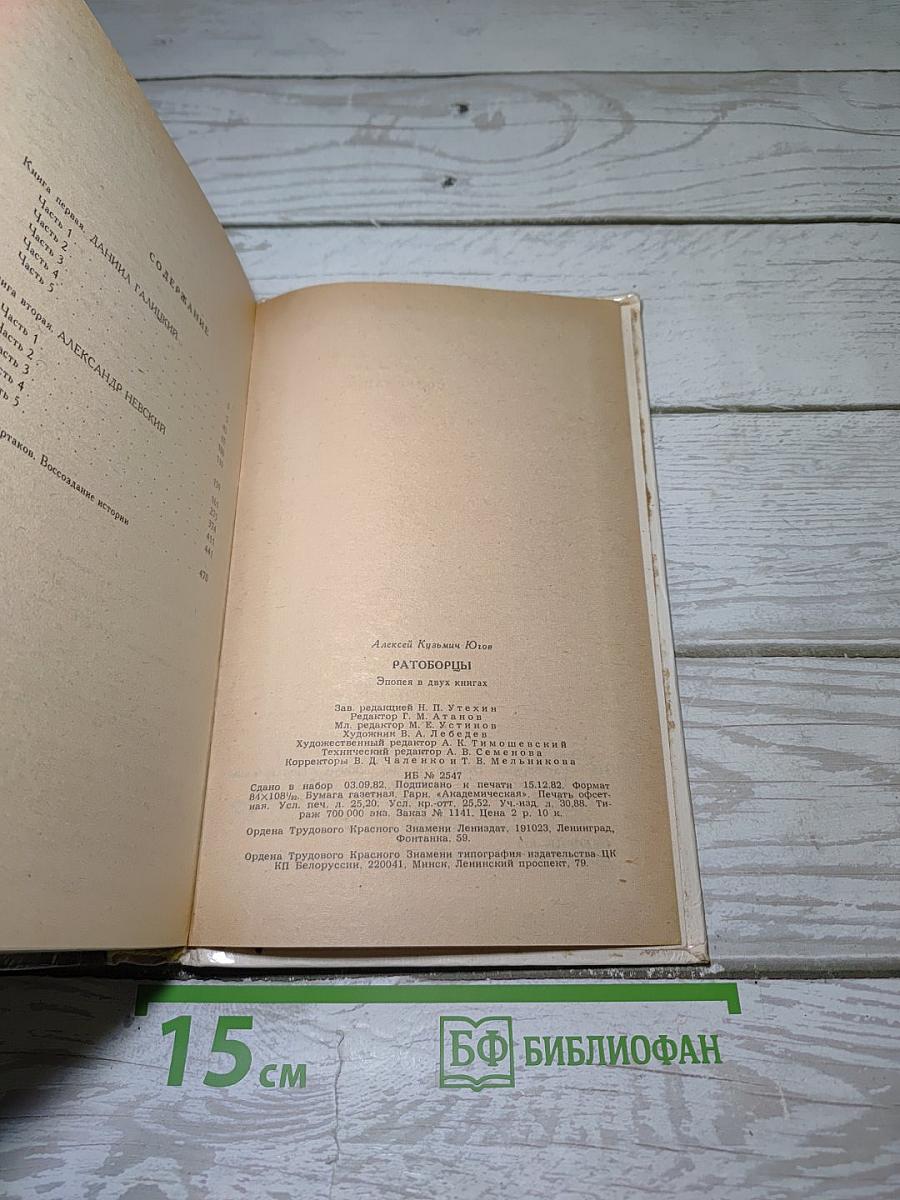 СОДЕРЖАНИЕ
Книга первая. ДАНИИЛ ГАЛИЦКИЙ
Часть 1
Часть 2
Часть 3
Часть 4
Часть 5
вторая. АЛЕКСАНДР НЕВСКИЙ
Часть 1
Часть 2
3
4
5
Воссоздание истории
411
441
470
Алексей Кузьмич Югов
РАТОБОРЦЫ
Эпопея в двух книгах
Зав. редакцией Н. П. Утехин
Редактор Г. М. Атанов
Мл. редактор М. Е. Устинов
Художник В. А. Лебедев
Художественный редактор А. К. Тимошевский
Технический редактор А. В. Семенова
Корректоры В. Д. Чаленко и Т. В. Мельникова
ИБ № 2547
Сдано в набор 03.09.82. Подписано к печати 15.12.82. Формат
84×108¹/₃₂. Бумага газетная. Гарн. «Академическая». Печать офсет-
ная. Усл. печ. л. 25,20. Усл. кр.-отт. 25,52. Уч.-изд. л. 30,88. Ти-
раж 700 000 экз. Заказ № 1141. Цена 2 р. 10 к.
Ордена Трудового Красного Знамени Лениздат, 191023, Ленинград,
Фонтанка, 59.
Ордена Трудового Красного Знамени типография издательства ЦК
КП Белоруссии, 220041, Минск, Ленинский проспект, 79.
15 см
БФ БИБЛИОФАН